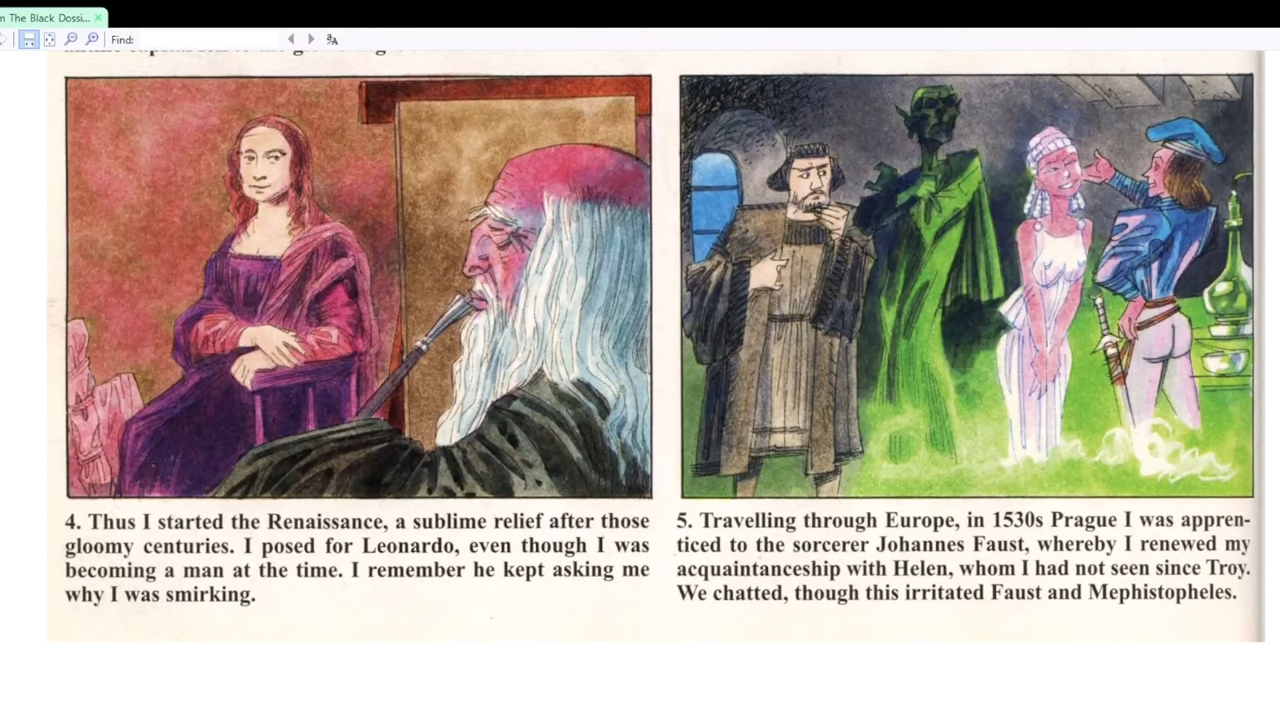 m The Black Dossi...
Find:
4. Thus I started the Renaissance, a sublime relief after those
gloomy centuries. I posed for Leonardo, even though I was
becoming a man at the time. I remember he kept asking me
why I was smirking.
5. Travelling through Europe, in 1530s Prague I was appren-
ticed to the sorcerer Johannes Faust, whereby I renewed my
acquaintanceship with Helen, whom I had not seen since Troy.
We chatted, though this irritated Faust and Mephistopheles.